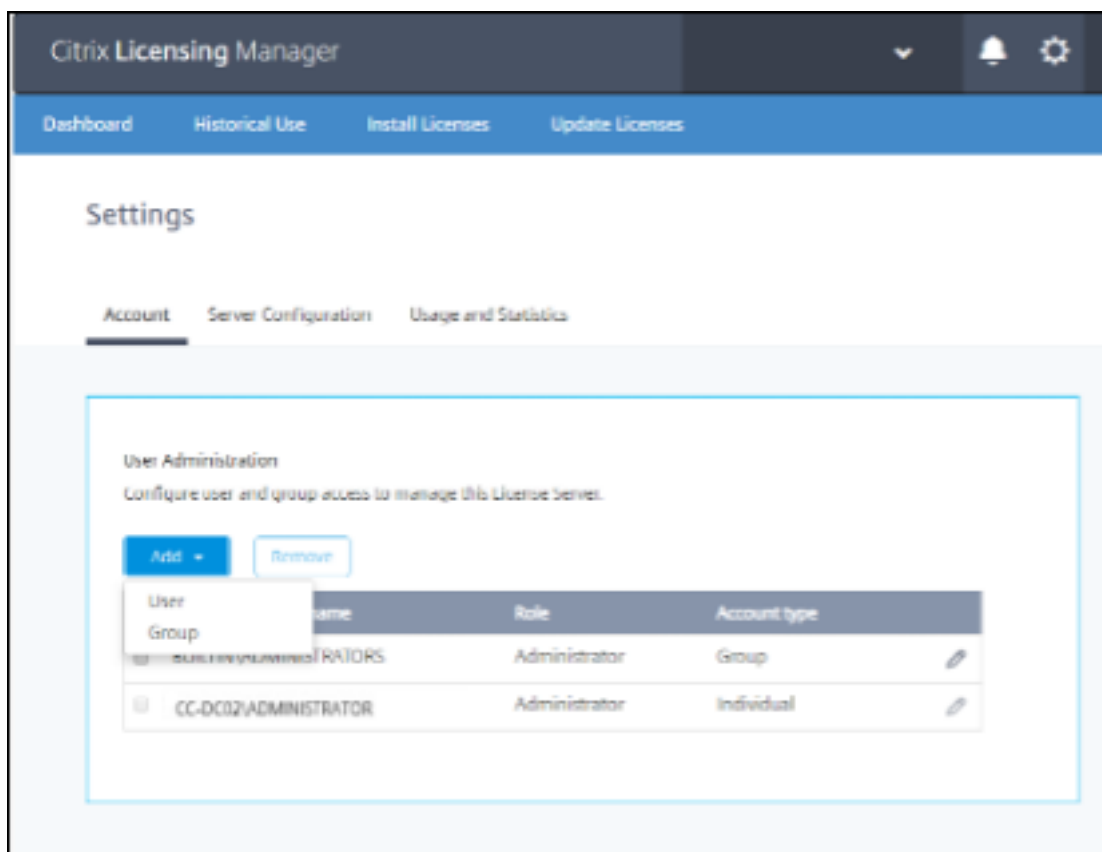 Citrix Licensing Manager
Dashboard Historical Use Install Licenses Update Licenses
Settings
Account Server Configuration Usage and Statistics
User Administration
Configure user and group access to manage this License Server.
Add Remove
User
Group
Role Account type
Administrator Group
CC-DC02\ADMINISTRATOR Administrator Individual